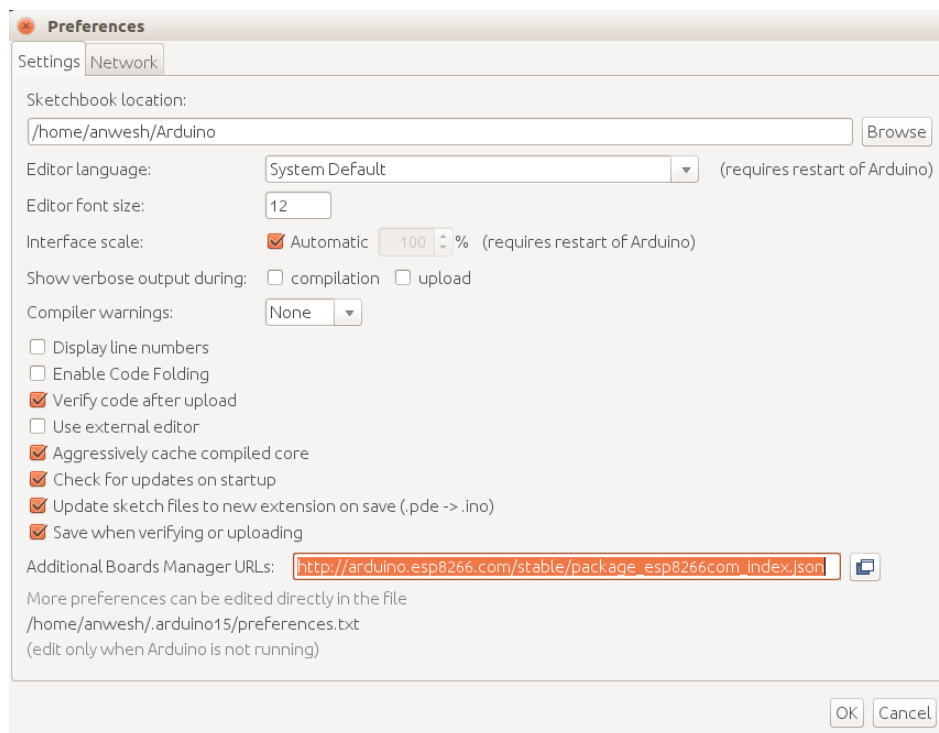 Preferences
Settings Network
Sketchbook location:
/home/anwesh/Arduino Browse
Editor language: System Default (requires restart of Arduino)
Editor font size: 12
Interface scale: Automatic 100 % (requires restart of Arduino)
Show verbose output during: compilation upload
Compiler warnings: None
Display line numbers
Enable Code Folding
Verify code after upload
Use external editor
Aggressively cache compiled core
Check for updates on startup
Update sketch files to new extension on save (.pde -> .ino)
Save when verifying or uploading
Additional Boards Manager URLs: http://arduino.esp8266.com/stable/package_esp8266com_index.json
More preferences can be edited directly in the file
/home/anwesh/.arduino15/preferences.txt
(edit only when Arduino is not running)
OK Cancel